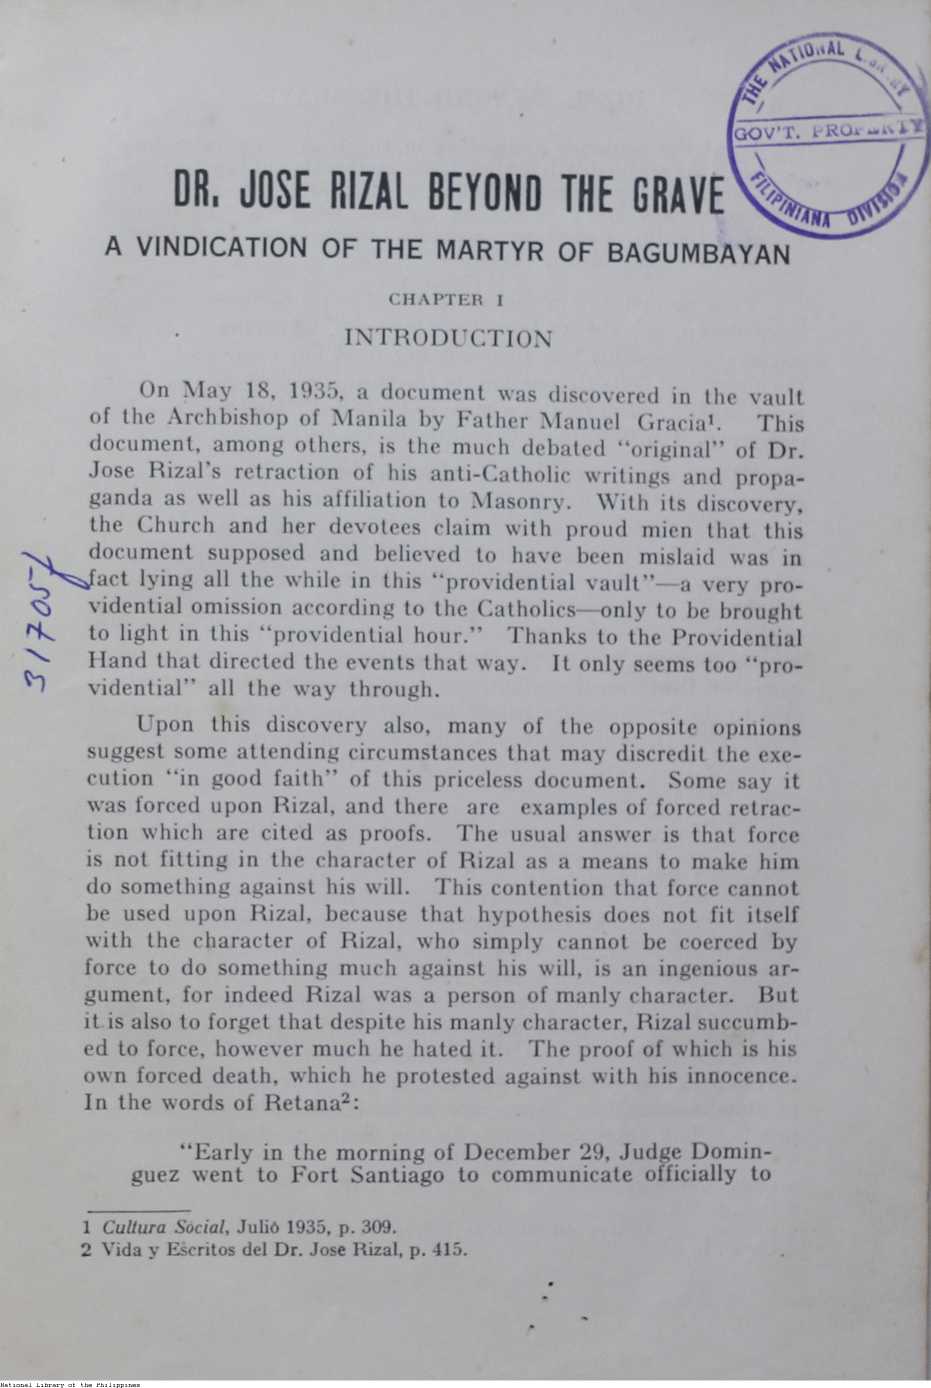 THE NATIONAL
GOV'T. PROPERTY
FILIPINIANA DIVISION
DR. JOSE RIZAL BEYOND THE GRAVE
A VINDICATION OF THE MARTYR OF BAGUMBAYAN
CHAPTER I
INTRODUCTION
On May 18, 1935, a document was discovered in the vault
of the Archbishop of Manila by Father Manuel Gracia¹. This
document, among others, is the much debated "original" of Dr.
Jose Rizal's retraction of his anti-Catholic writings and propa-
ganda as well as his affiliation to Masonry. With its discovery,
the Church and her devotees claim with proud mien that this
document supposed and believed to have been mislaid was in
fact lying all the while in this "providential vault"—a very pro-
vidential omission according to the Catholics—only to be brought
to light in this "providential hour." Thanks to the Providential
Hand that directed the events that way. It only seems too "pro-
vidential" all the way through.
Upon this discovery also, many of the opposite opinions
suggest some attending circumstances that may discredit the exe-
cution "in good faith" of this priceless document. Some say it
was forced upon Rizal, and there are examples of forced retrac-
tion which are cited as proofs. The usual answer is that force
is not fitting in the character of Rizal as a means to make him
do something against his will. This contention that force cannot
be used upon Rizal, because that hypothesis does not fit itself
with the character of Rizal, who simply cannot be coerced by
force to do something much against his will, is an ingenious ar-
gument, for indeed Rizal was a person of manly character. But
it is also to forget that despite his manly character, Rizal succumb-
ed to force, however much he hated it. The proof of which is his
own forced death, which he protested against with his innocence.
In the words of Retana²:
"Early in the morning of December 29, Judge Domin-
guez went to Fort Santiago to communicate officially to
1 Cultura Social, Julio 1935, p. 309.
2 Vida y Escritos del Dr. Jose Rizal, p. 415.
National Library of the Philippines